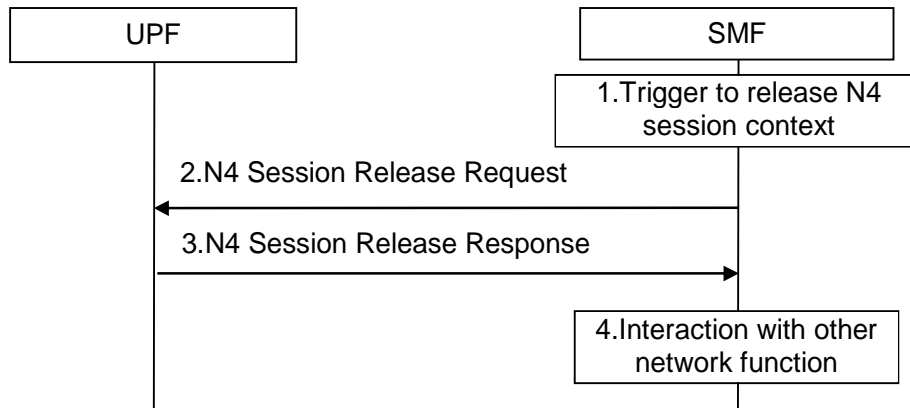 UPF
SMF
1.Trigger to release N4
session context
2.N4 Session Release Request
3.N4 Session Release Response
4.Interaction with other
network function